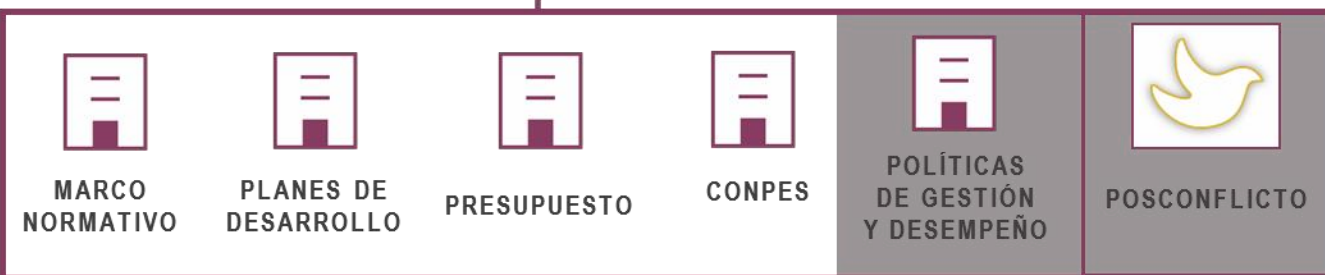 MARCO
NORMATIVO
PLANES DE
DESARROLLO
PRESUPUESTO
CONPES
POLÍTICAS
DE GESTIÓN
Y DESEMPEÑO
POSCONFLICTO